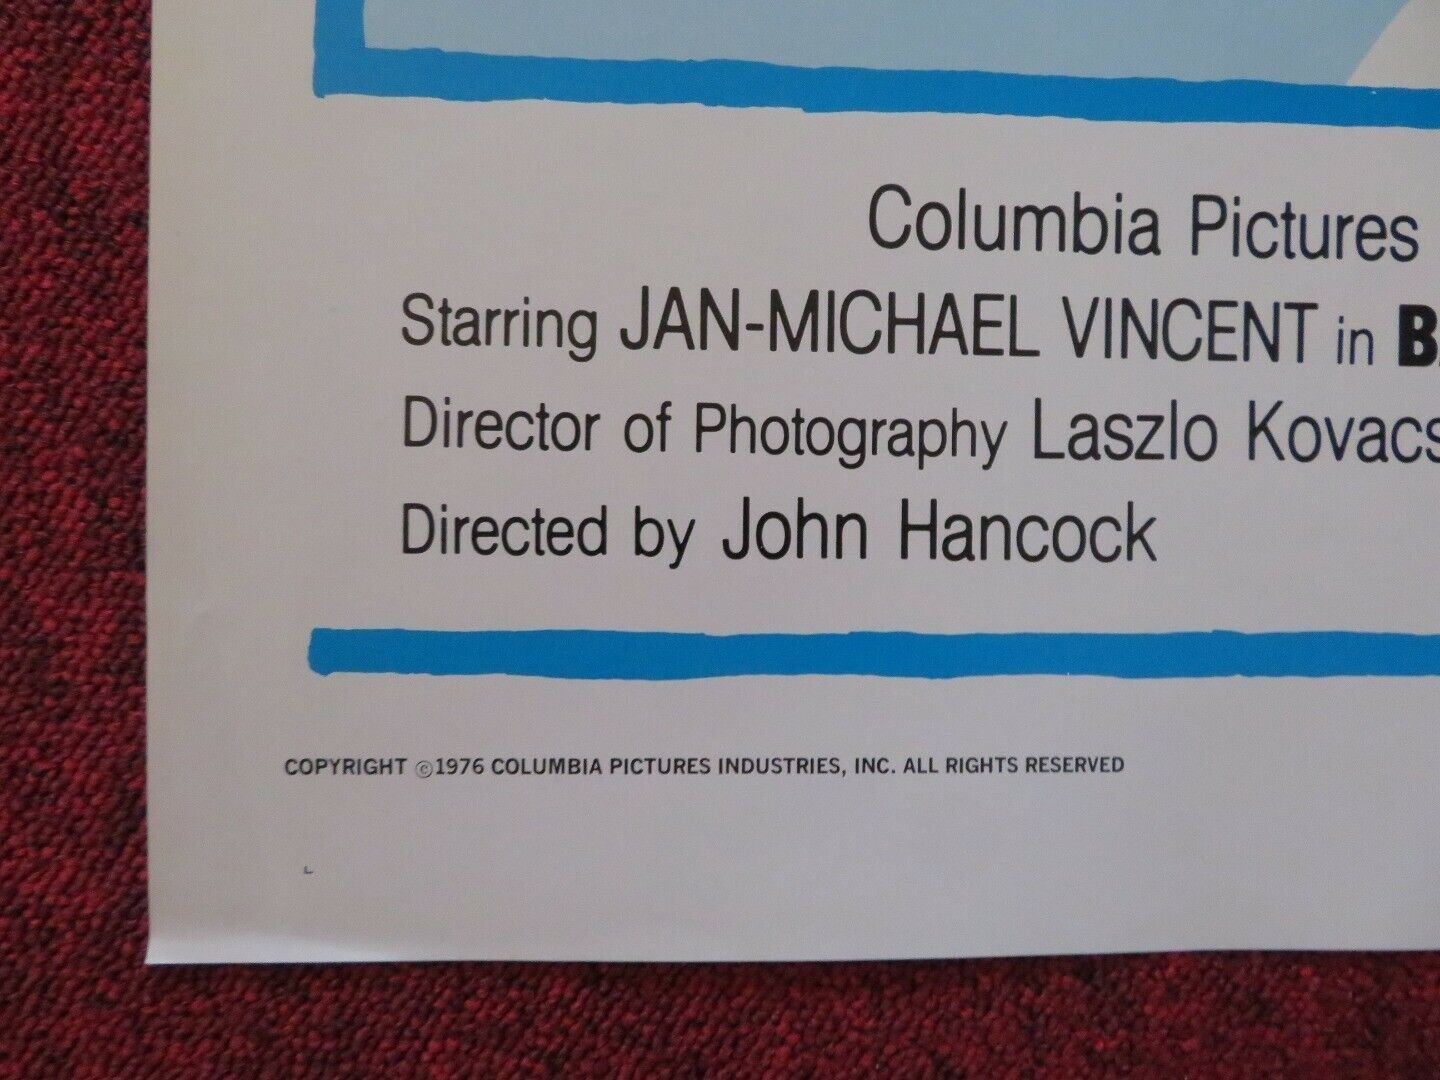 Columbia Pictures
Starring JAN-MICHAEL VINCENT in
Director of Photography Laszlo Kovacs
Directed by John Hancock
COPYRIGHT ©1976 COLUMBIA PICTURES INDUSTRIES, INC. ALL RIGHTS RESERVED